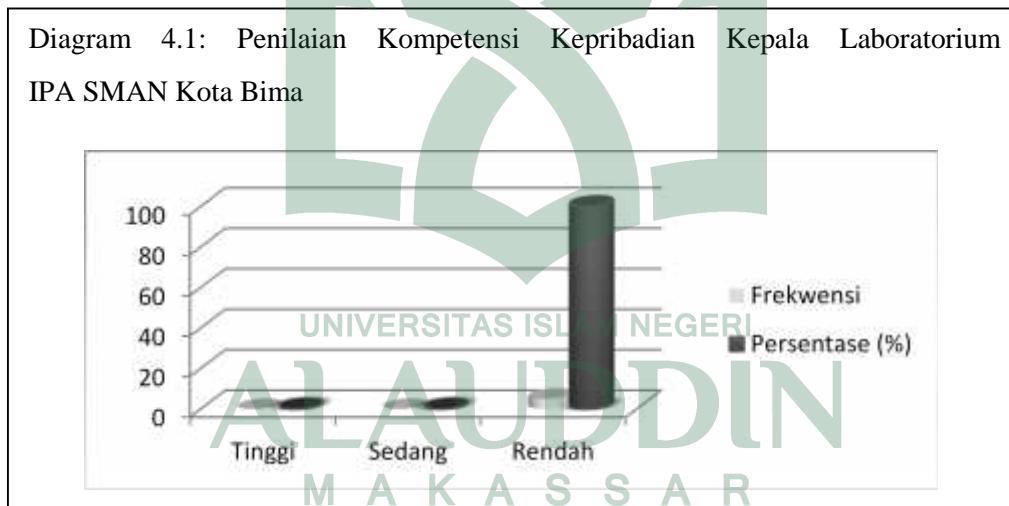 Diagram 4.1: Penilaian Kompetensi Kepribadian Kepala Laboratorium
IPA SMAN Kota Bima
100
80
60
40
20
0
Tinggi Sedang Rendah
Frekwensi
Persentase (%)
UNIVERSITAS ISLAM NEGERI
ALAUDDIN
MAKASSAR